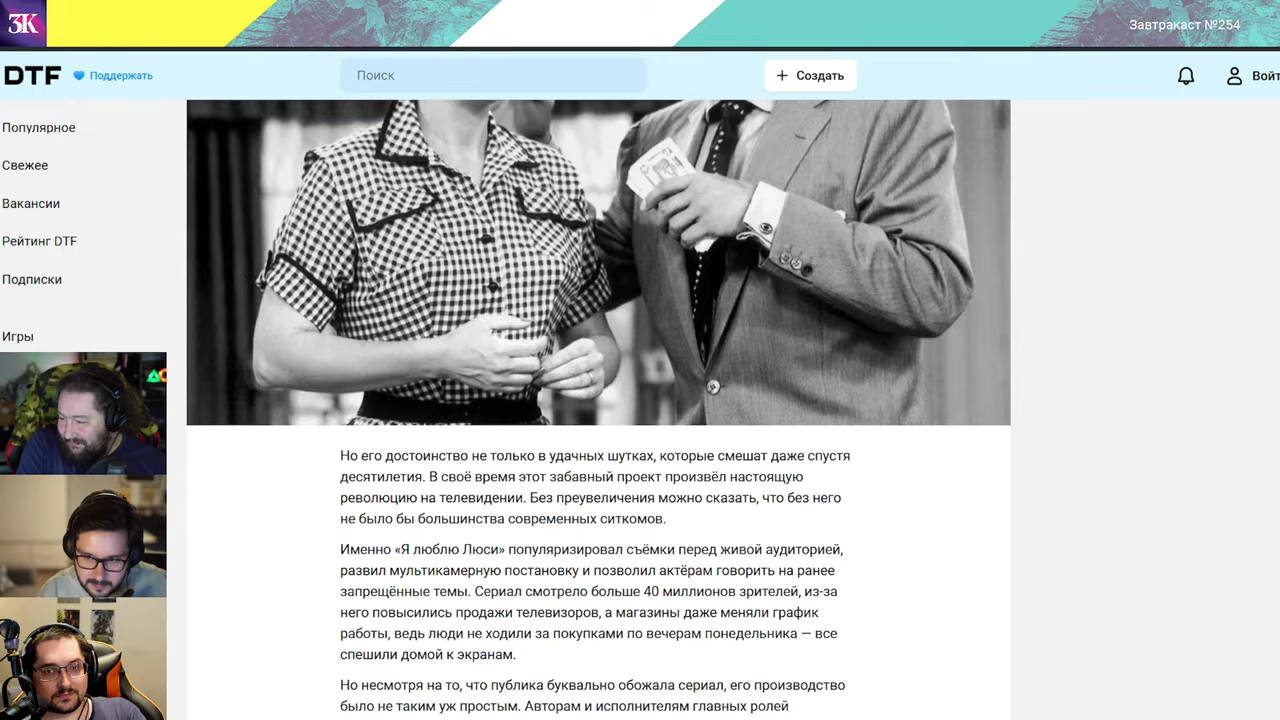 ЗК
Завтракаст №254
DTF
Поддержать
Поиск
+ Создать
Войт
Популярное
Свежее
Вакансии
Рейтинг DTF
Подписки
Игры
Но его достоинство не только в удачных шутках, которые смешат даже спустя
десятилетия. В своё время этот забавный проект произвёл настоящую
революцию на телевидении. Без преувеличения можно сказать, что без него
не было бы большинства современных ситкомов.
Именно «Я люблю Люси» популяризировал съёмки перед живой аудиторией,
развил мультикамерную постановку и позволил актёрам говорить на ранее
запрещённые темы. Сериал смотрело больше 40 миллионов зрителей, из-за
него повысились продажи телевизоров, а магазины даже меняли график
работы, ведь люди не ходили за покупками по вечерам понедельника — все
спешили домой к экранам.
Но несмотря на то, что публика буквально обожала сериал, его производство
было не таким уж простым. Авторам и исполнителям главных ролей